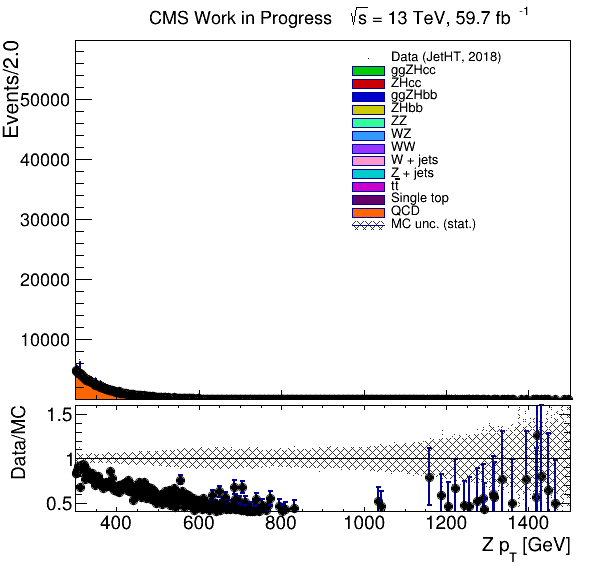 CMS Work in Progress √s = 13 TeV, 59.7 fb⁻¹
Events/2.0
50000
40000
30000
20000
10000
Data (JetHT, 2018)
ggZHcc
ZHcc
ggZHbb
ZHbb
ZZ
WZ
WW
W + jets
Z + jets
tt̅
Single top
QCD
MC unc. (stat.)
Data/MC
1.5
1
0.5
400 600 800 1000 1200 1400
Z p_T [GeV]